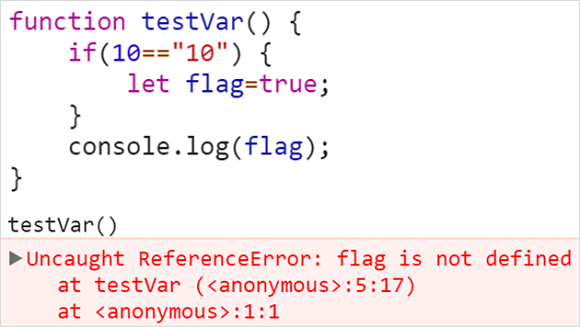 function testVar() {
    if(10=="10") {
        let flag=true;
    }
    console.log(flag);
}
testVar()
▶Uncaught ReferenceError: flag is not defined
    at testVar (<anonymous>:5:17)
    at <anonymous>:1:1